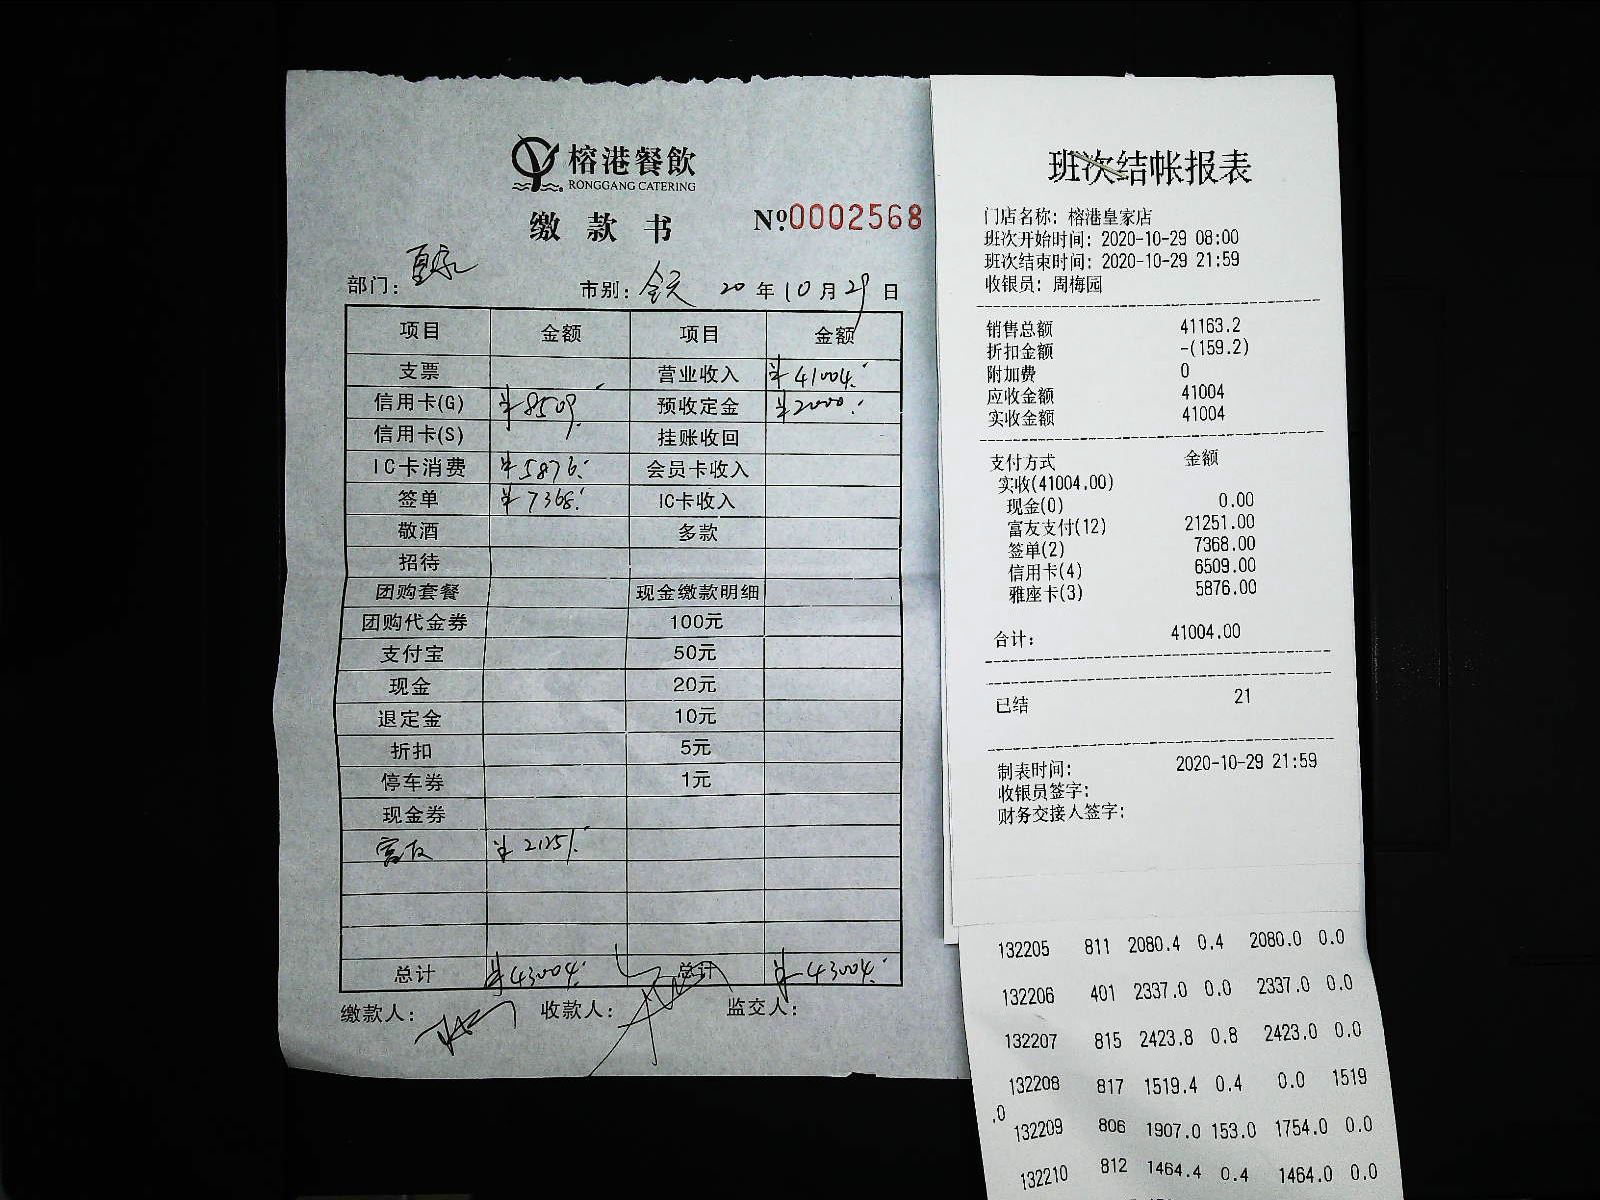 榕港餐飲
RONGGANG CATERING
缴款书 №0002568
部门: 市别: 全天 20年10月29日
项目 金额 项目 金额
支票 营业收入 ¥41004.
信用卡(G) ¥8509. 预收定金 ¥2000.
信用卡(S) 挂账收回
IC卡消费 ¥5876. 会员卡收入
签单 ¥7368. IC卡收入
敬酒 多款
招待
团购套餐 现金缴款明细
团购代金券 100元
支付宝 50元
现金 20元
退定金 10元
折扣 5元
停车券 1元
现金券
富友 ¥21251.
总计 ¥43004. 总计 ¥43004.
缴款人: 收款人: 监交人:
班次结帐报表
门店名称: 榕港皇家店
班次开始时间: 2020-10-29 08:00
班次结束时间: 2020-10-29 21:59
收银员: 周梅园
销售总额 41163.2
折扣金额 -(159.2)
附加费 0
应收金额 41004
实收金额 41004
支付方式 金额
实收(41004.00)
现金(0) 0.00
富友支付(12) 21251.00
签单(2) 7368.00
信用卡(4) 6509.00
雅座卡(3) 5876.00
合计: 41004.00
已结 21
制表时间: 2020-10-29 21:59
收银员签字:
财务交接人签字:
132205 811 2080.4 0.4 2080.0 0.0
132206 401 2337.0 0.0 2337.0 0.0
132207 815 2423.8 0.8 2423.0 0.0
132208 817 1519.4 0.4 0.0 1519
.0
132209 806 1907.0 153.0 1754.0 0.0
132210 812 1464.4 0.4 1464.0 0.0